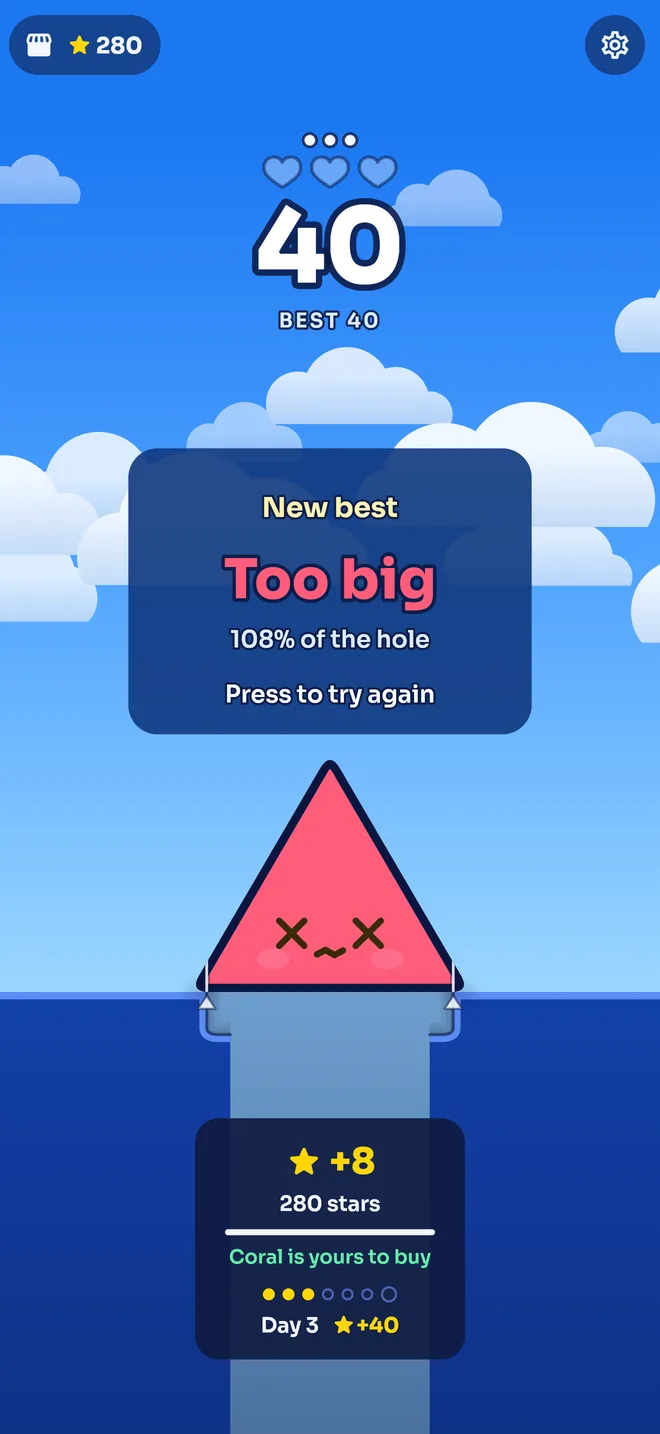 280
40
BEST 40
New best
Too big
108% of the hole
Press to try again
+8
280 stars
Coral is yours to buy
Day 3 +40